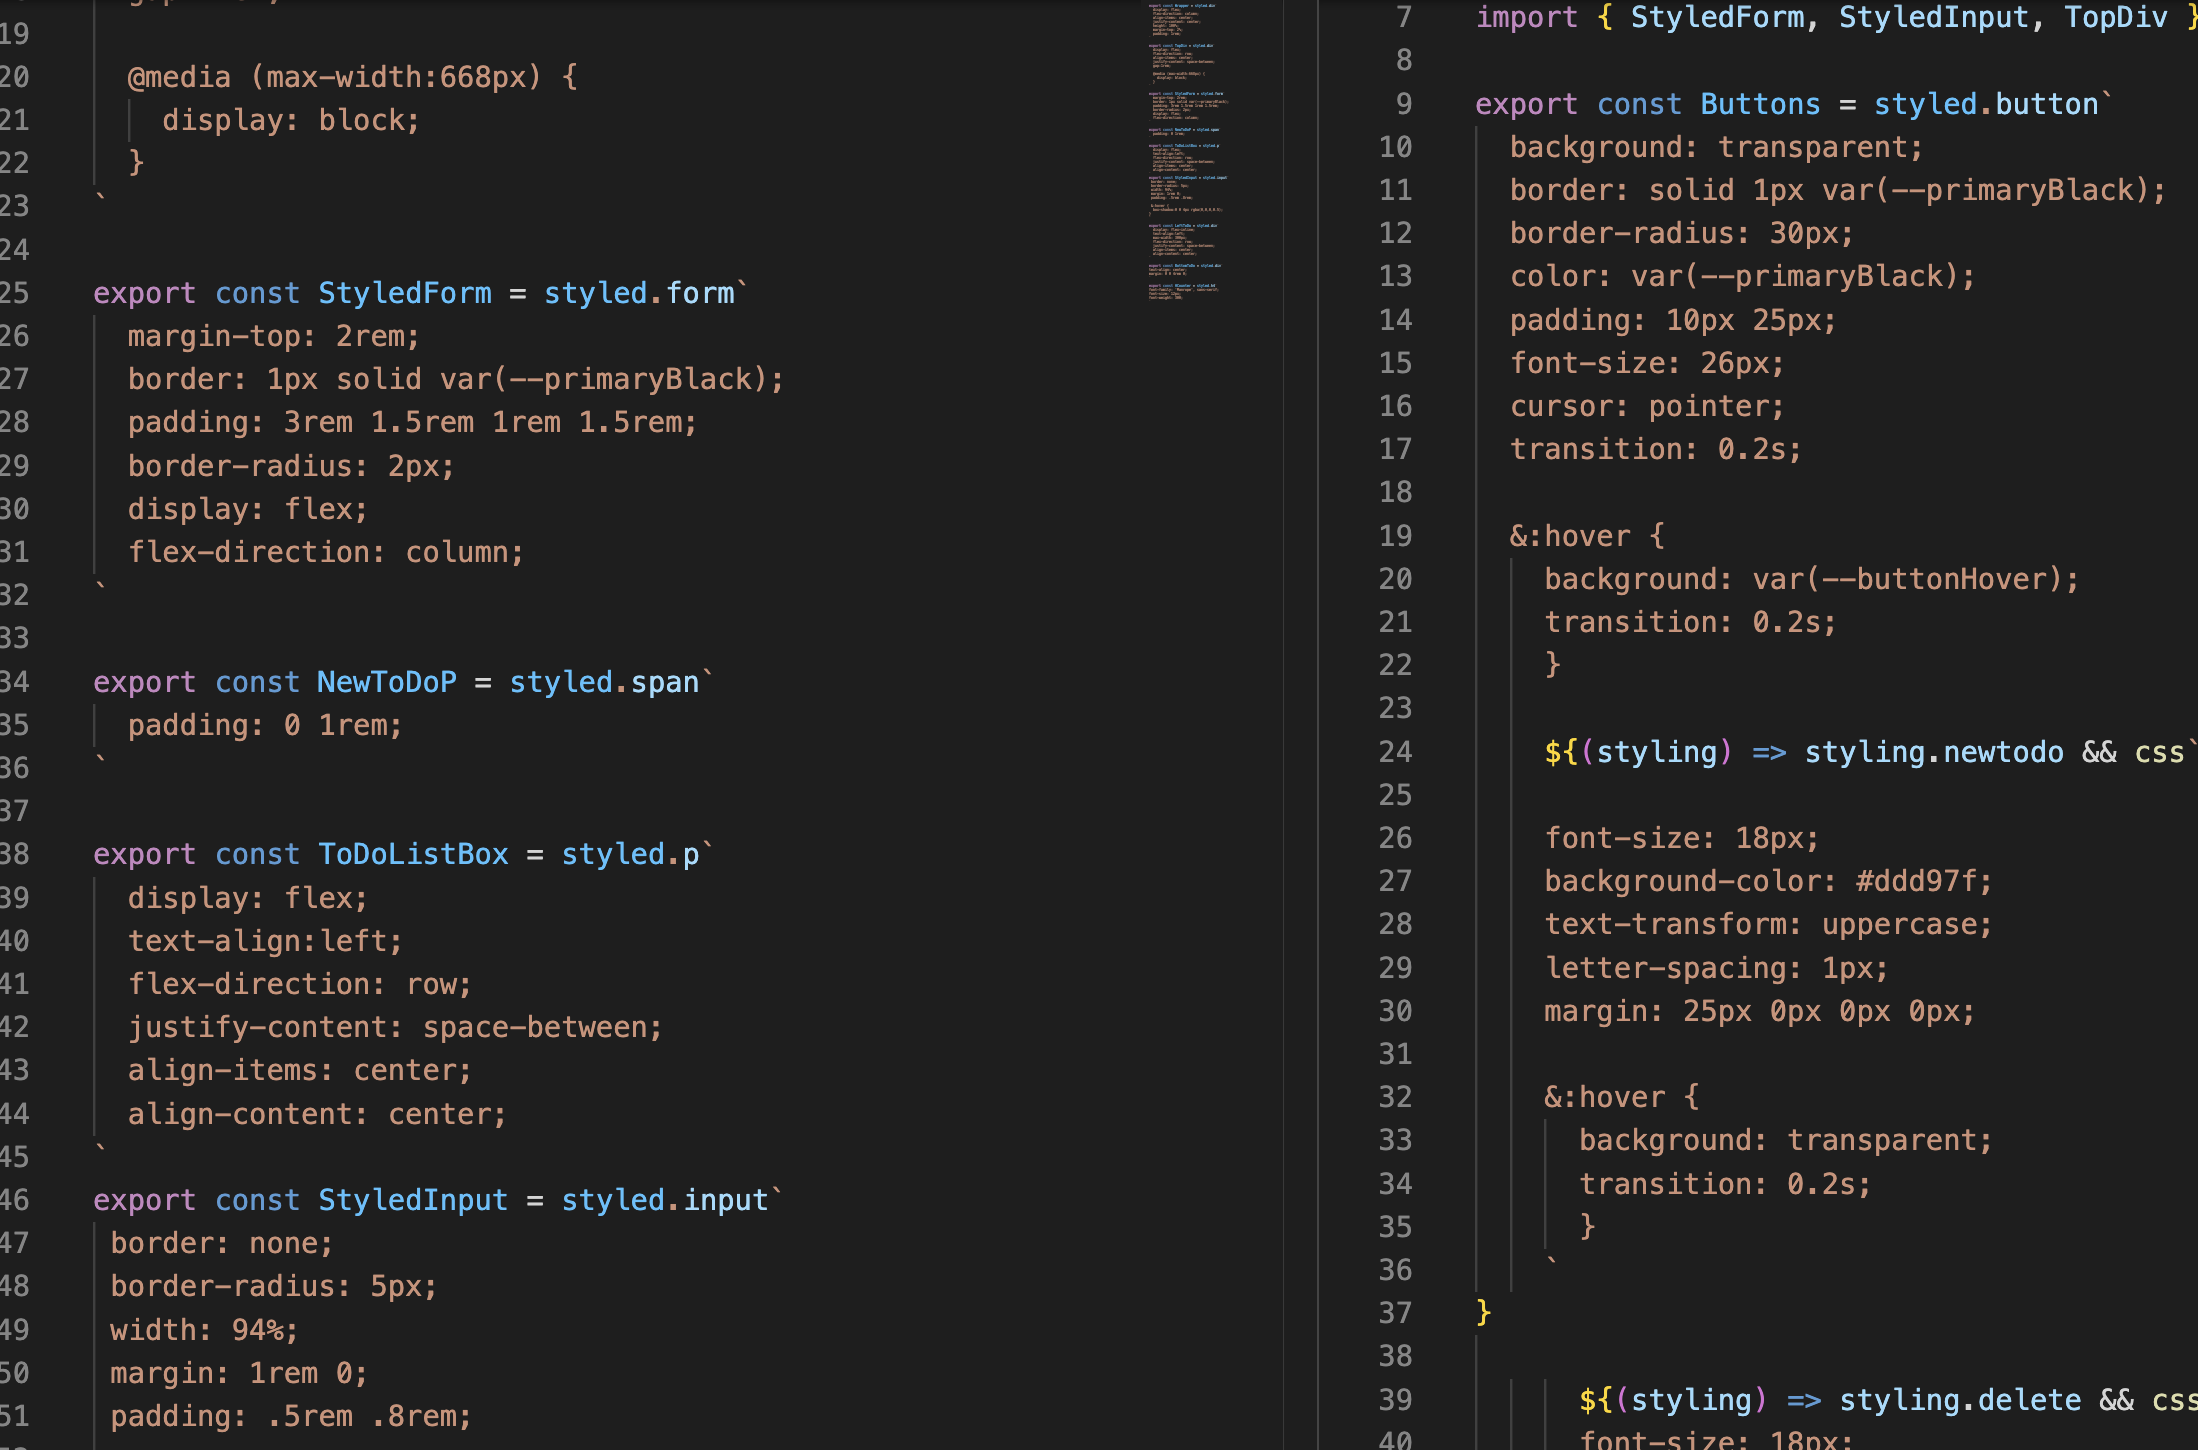 19
20 @media (max-width:668px) {
21 display: block;
22 }
23 `
24
25 export const StyledForm = styled.form`
26 margin-top: 2rem;
27 border: 1px solid var(--primaryBlack);
28 padding: 3rem 1.5rem 1rem 1.5rem;
29 border-radius: 2px;
30 display: flex;
31 flex-direction: column;
32 `
33
34 export const NewToDoP = styled.span`
35 padding: 0 1rem;
36 `
37
38 export const ToDoListBox = styled.p`
39 display: flex;
40 text-align:left;
41 flex-direction: row;
42 justify-content: space-between;
43 align-items: center;
44 align-content: center;
45 `
46 export const StyledInput = styled.input`
47 border: none;
48 border-radius: 5px;
49 width: 94%;
50 margin: 1rem 0;
51 padding: .5rem .8rem;
7 import { StyledForm, StyledInput, TopDiv }
8
9 export const Buttons = styled.button`
10 background: transparent;
11 border: solid 1px var(--primaryBlack);
12 border-radius: 30px;
13 color: var(--primaryBlack);
14 padding: 10px 25px;
15 font-size: 26px;
16 cursor: pointer;
17 transition: 0.2s;
18
19 &:hover {
20 background: var(--buttonHover);
21 transition: 0.2s;
22 }
23
24 ${(styling) => styling.newtodo && css`
25
26 font-size: 18px;
27 background-color: #ddd97f;
28 text-transform: uppercase;
29 letter-spacing: 1px;
30 margin: 25px 0px 0px 0px;
31
32 &:hover {
33 background: transparent;
34 transition: 0.2s;
35 }
36 `
37 }
38
39 ${(styling) => styling.delete && css
40 font-size: 18px;